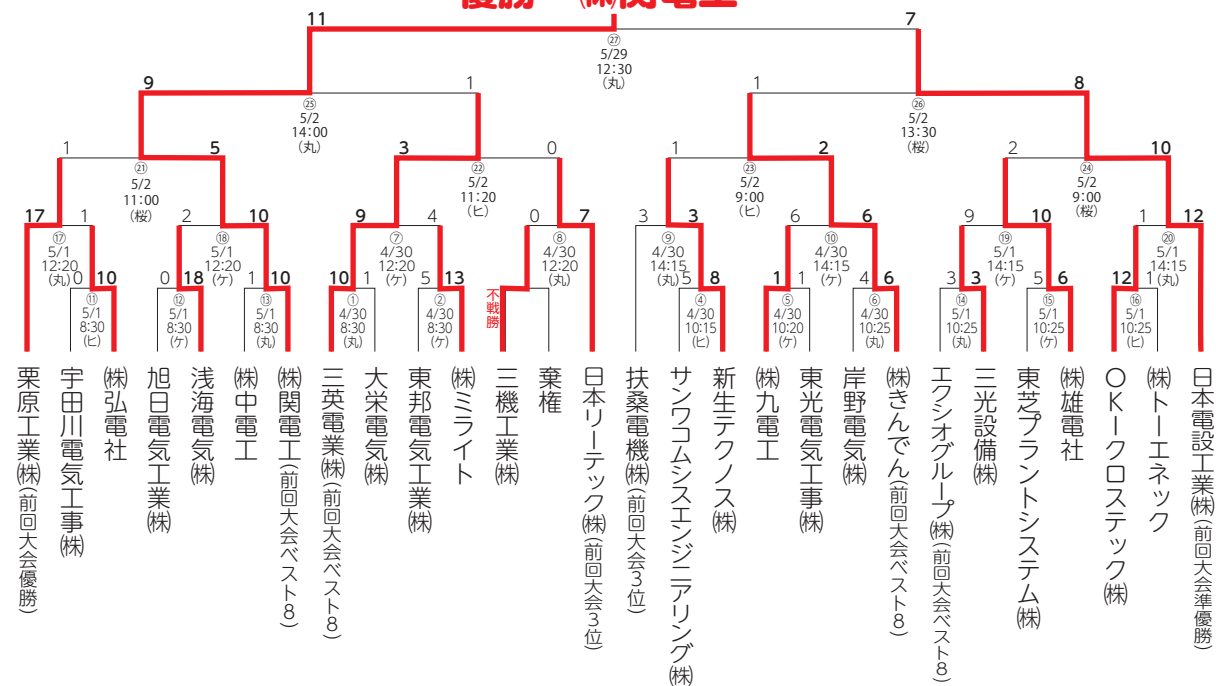 優勝 ㈱関電工
11
7
㉗
5/29
12:30
(丸)
9
1
1
8
㉕
5/2
14:00
(丸)
㉖
5/2
13:30
(桜)
1
5
3
0
1
2
2
10
㉑
5/2
11:00
(桜)
㉒
5/2
11:20
(ヒ)
㉓
5/2
9:00
(ヒ)
㉔
5/2
9:00
(桜)
17
1
2
10
9
4
0
7
3
3
6
6
9
10
1
12
⑰
5/1
12:20
(丸)
⑱
5/1
12:20
(ケ)
⑦
4/30
12:20
(ケ)
⑧
4/30
12:20
(丸)
⑨
4/30
14:15
(丸)
⑩
4/30
14:15
(ケ)
⑲
5/1
14:15
(ケ)
⑳
5/1
14:15
(丸)
0
10
0
18
1
10
10
1
5
13
不戦勝
5
8
1
1
4
6
3
3
5
6
12
1
⑪
5/1
8:30
(ヒ)
⑫
5/1
8:30
(ケ)
⑬
5/1
8:30
(丸)
①
4/30
8:30
(丸)
②
4/30
8:30
(ケ)
④
4/30
10:15
(ヒ)
⑤
4/30
10:20
(ケ)
⑥
4/30
10:25
(丸)
⑭
5/1
10:25
(丸)
⑮
5/1
10:25
(ケ)
⑯
5/1
10:25
(ヒ)
栗原工業㈱(前回大会優勝)
宇田川電気工事㈱
㈱弘電社
旭日電気工業㈱
浅海電気㈱
㈱中電工
㈱関電工(前回大会ベスト8)
三英電業㈱(前回大会ベスト8)
大栄電気㈱
東邦電気工業㈱
㈱ミライト
三機工業㈱
棄権
日本リーテック㈱(前回大会3位)
扶桑電機㈱(前回大会3位)
サンワコムシスエンジニアリング㈱
新生テクノス㈱
㈱九電工
東光電気工事㈱
岸野電気㈱
㈱きんでん(前回大会ベスト8)
エクシオグループ㈱(前回大会ベスト8)
三光設備㈱
東芝プラントシステム㈱
㈱雄電社
OKIクロステック㈱
㈱トーエネック
日本電設工業㈱(前回大会準優勝)